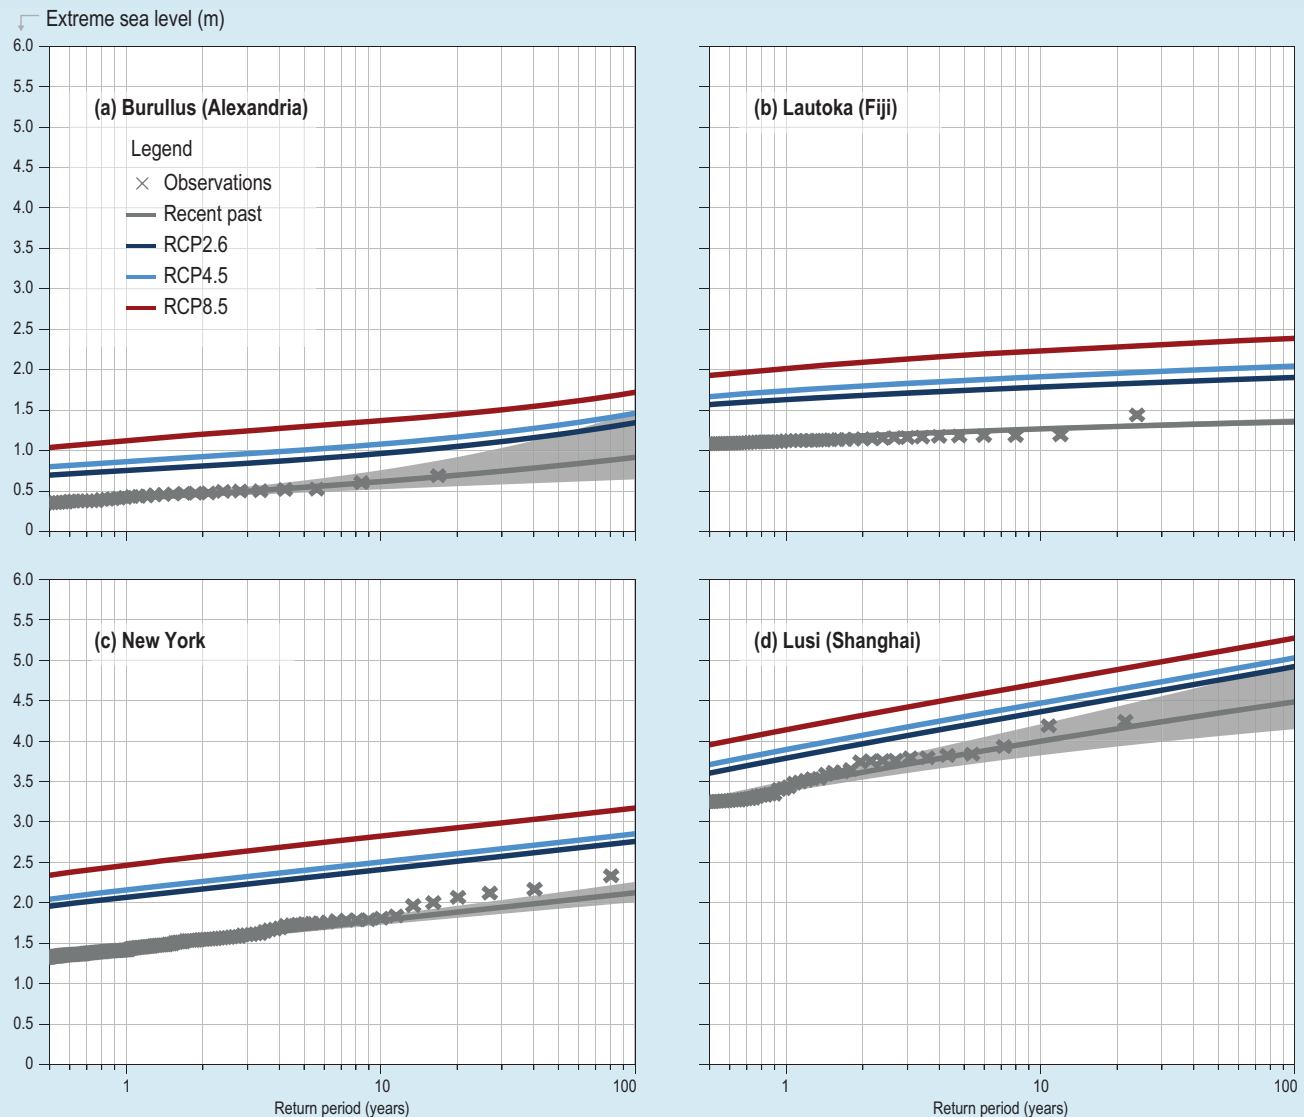 Extreme sea level (m)
6.0
5.5
5.0
4.5
4.0
3.5
3.0
2.5
2.0
1.5
1.0
0.5
0
(a) Burullus (Alexandria)
Legend
Observations
Recent past
RCP2.6
RCP4.5
RCP8.5
(b) Lautoka (Fiji)
6.0
5.5
5.0
4.5
4.0
3.5
3.0
2.5
2.0
1.5
1.0
0.5
0
(c) New York
1
10
100
Return period (years)
(d) Lusi (Shanghai)
1
10
100
Return period (years)